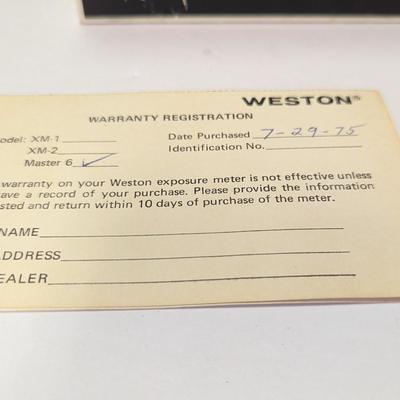 WESTON®
WARRANTY REGISTRATION
odel: XM-1 Date Purchased 7-29-75
XM-2 Identification No.
Master 6 ✓
warranty on your Weston exposure meter is not effective unless
ave a record of your purchase. Please provide the information
sted and return within 10 days of purchase of the meter.
NAME
ADDRESS
EALER